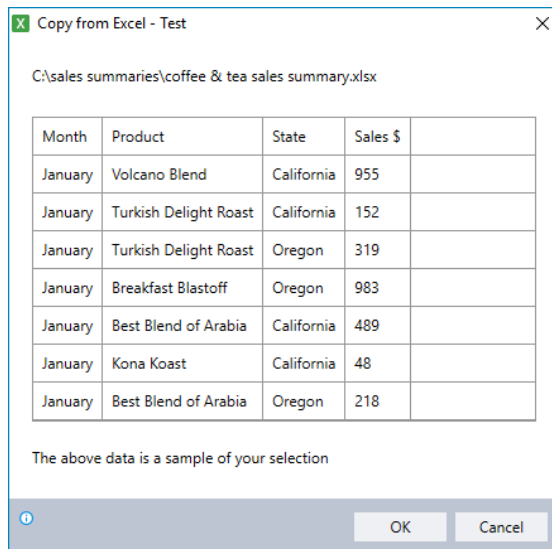 Copy from Excel - Test
C:\sales summaries\coffee & tea sales summary.xlsx
Month Product State Sales $
January Volcano Blend California 955
January Turkish Delight Roast California 152
January Turkish Delight Roast Oregon 319
January Breakfast Blastoff Oregon 983
January Best Blend of Arabia California 489
January Kona Koast California 48
January Best Blend of Arabia Oregon 218
The above data is a sample of your selection
OK Cancel